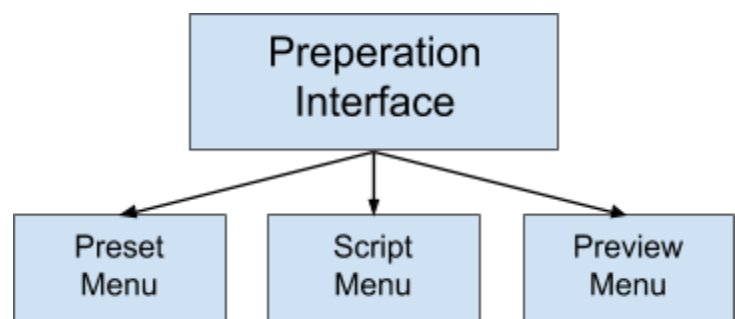 Preperation
Interface
Preset
Menu
Script
Menu
Preview
Menu